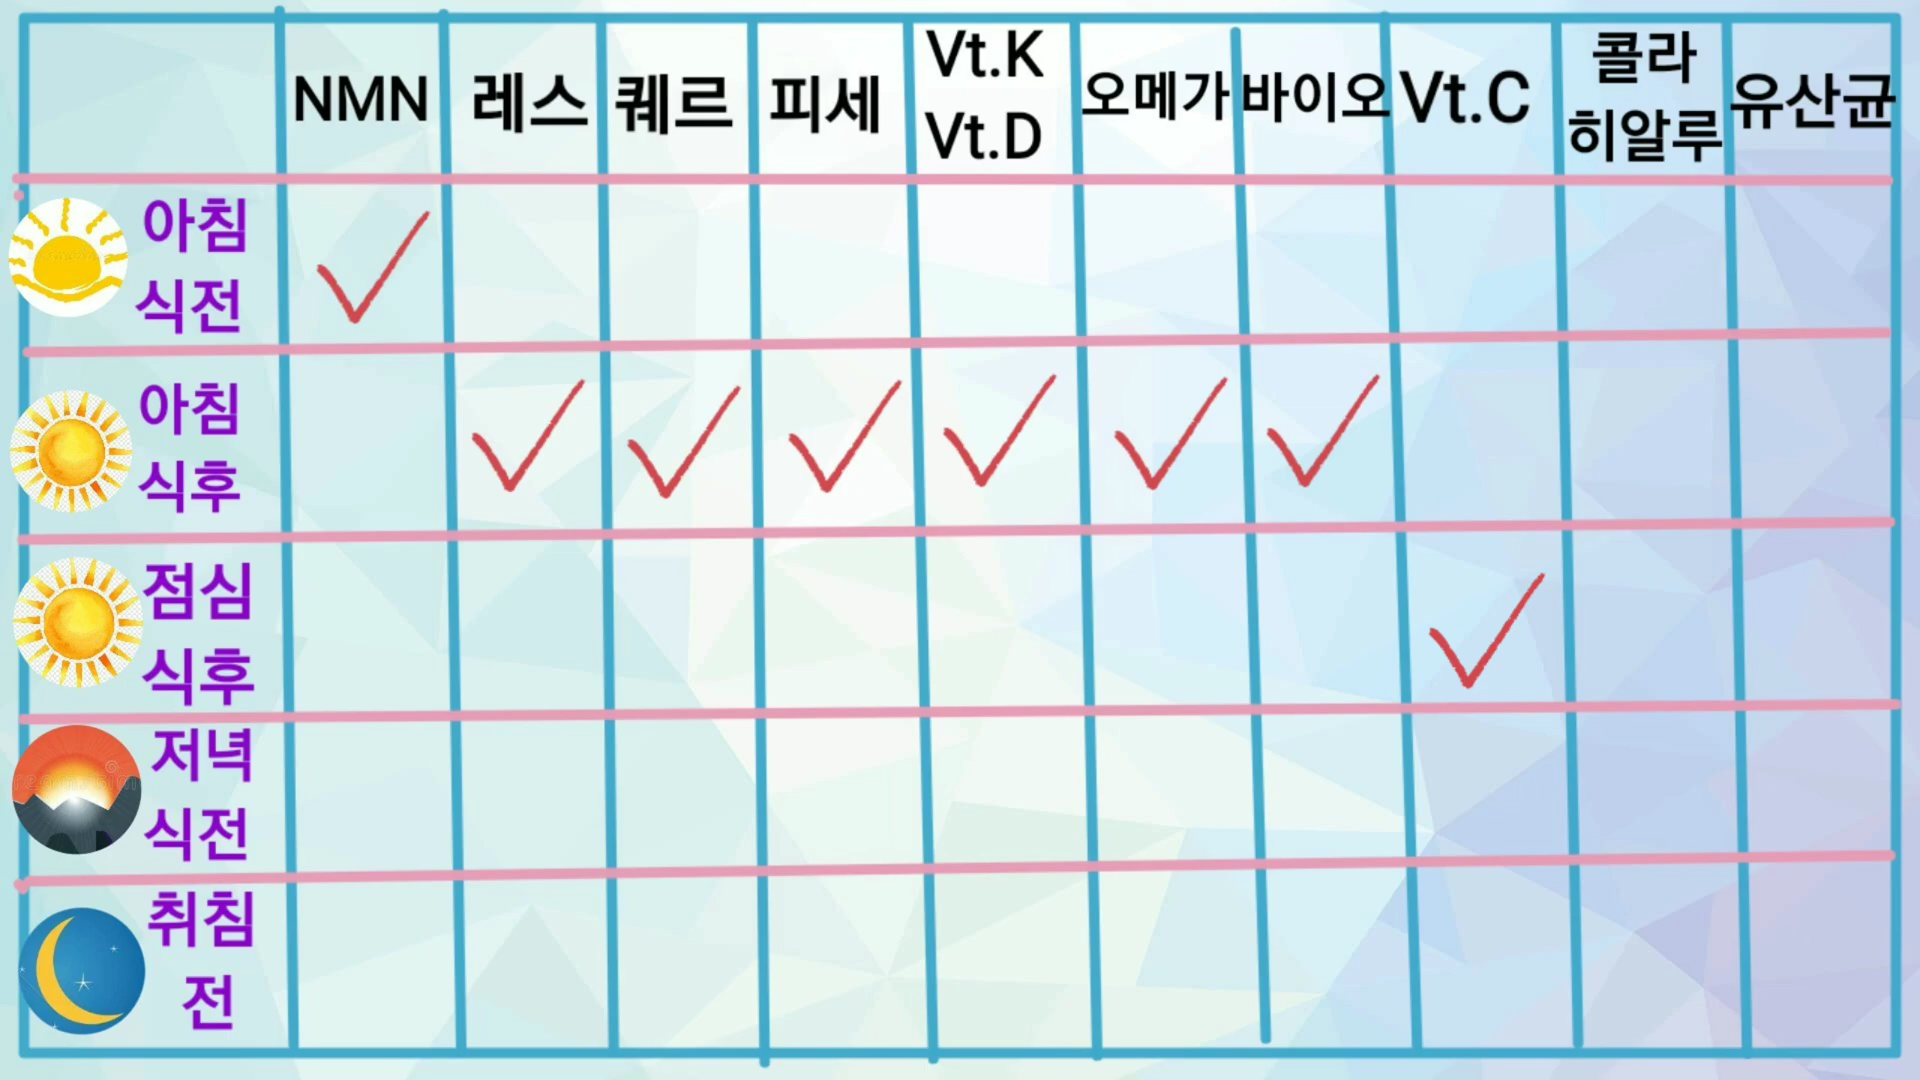 NMN 레스 퀘르 피세 Vt.K Vt.D 오메가 바이오 Vt.C 콜라 히알루 유산균
아침
식전
아침
식후
점심
식후
저녁
식전
취침
전